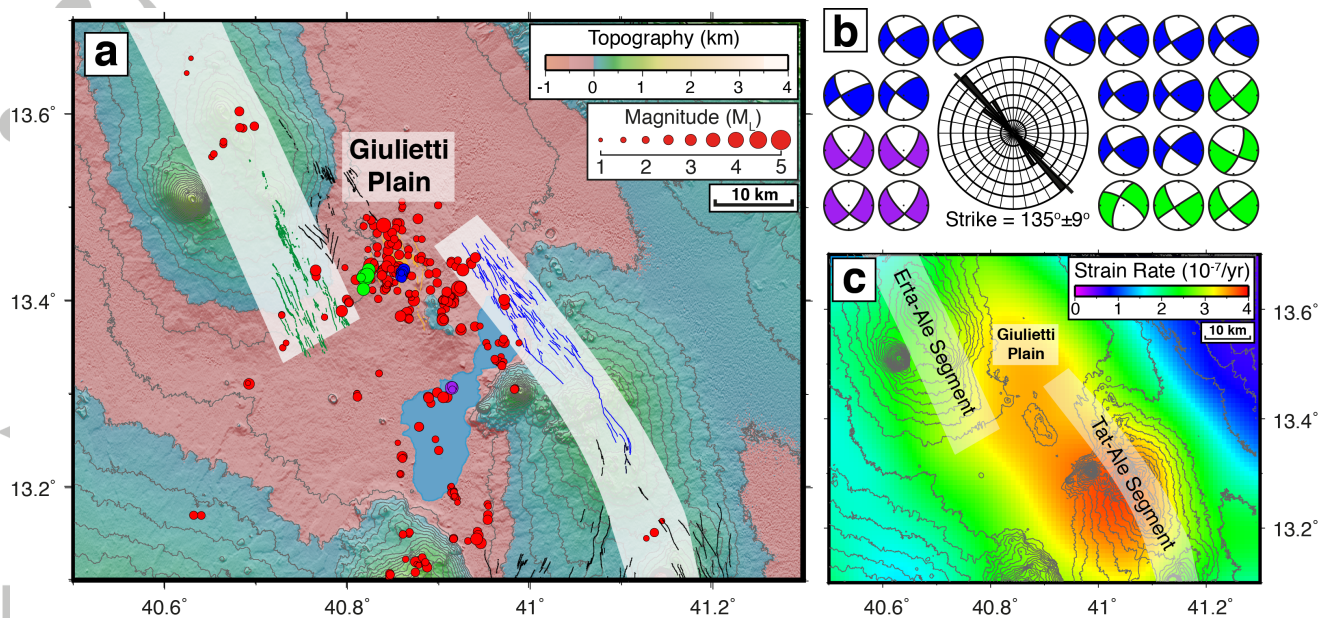 a
Topography (km)
-1 0 1 2 3 4
Magnitude (ML)
1 2 3 4 5
10 km
Giulietti
Plain
13.6°
13.4°
13.2°
40.6° 40.8° 41° 41.2°
b
Strike = 135°±9°
c
Strain Rate (10-7/yr)
0 1 2 3 4
10 km
Erta-Ale Segment
Giulietti
Plain
Tat-Ale Segment
13.6°
13.4°
13.2°
40.6° 40.8° 41° 41.2°